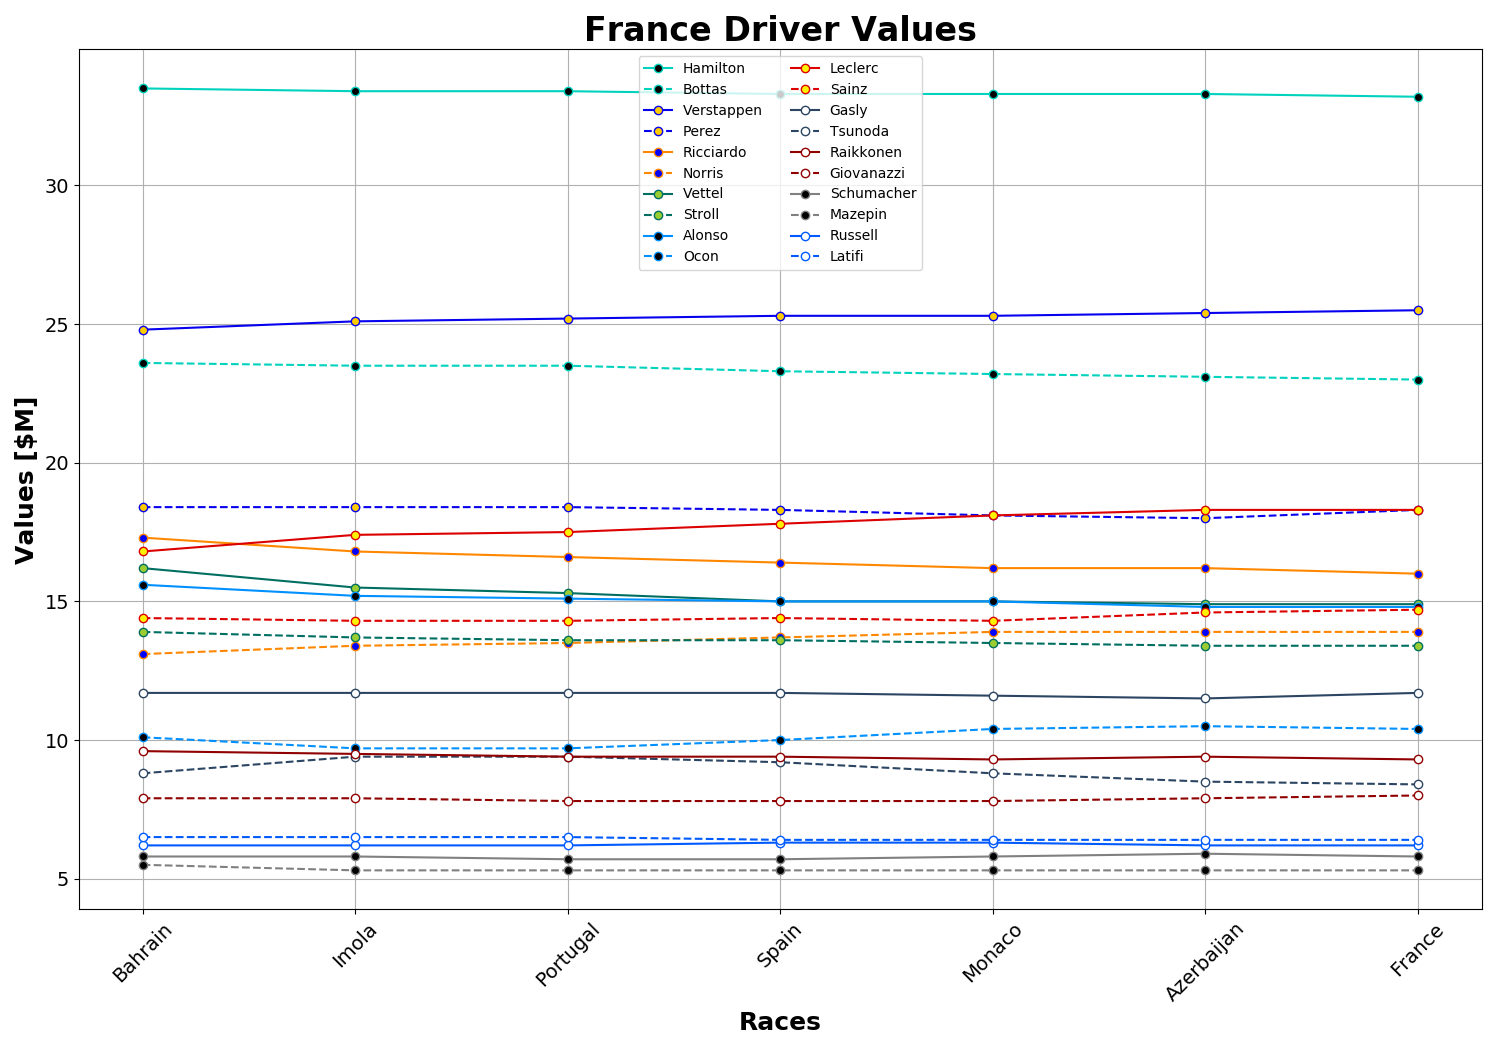 France Driver Values
Hamilton
Bottas
Verstappen
Perez
Ricciardo
Norris
Vettel
Stroll
Alonso
Ocon
Leclerc
Sainz
Gasly
Tsunoda
Raikkonen
Giovanazzi
Schumacher
Mazepin
Russell
Latifi
Values [$M]
30
25
20
15
10
5
Bahrain
Imola
Portugal
Spain
Monaco
Azerbaijan
France
Races